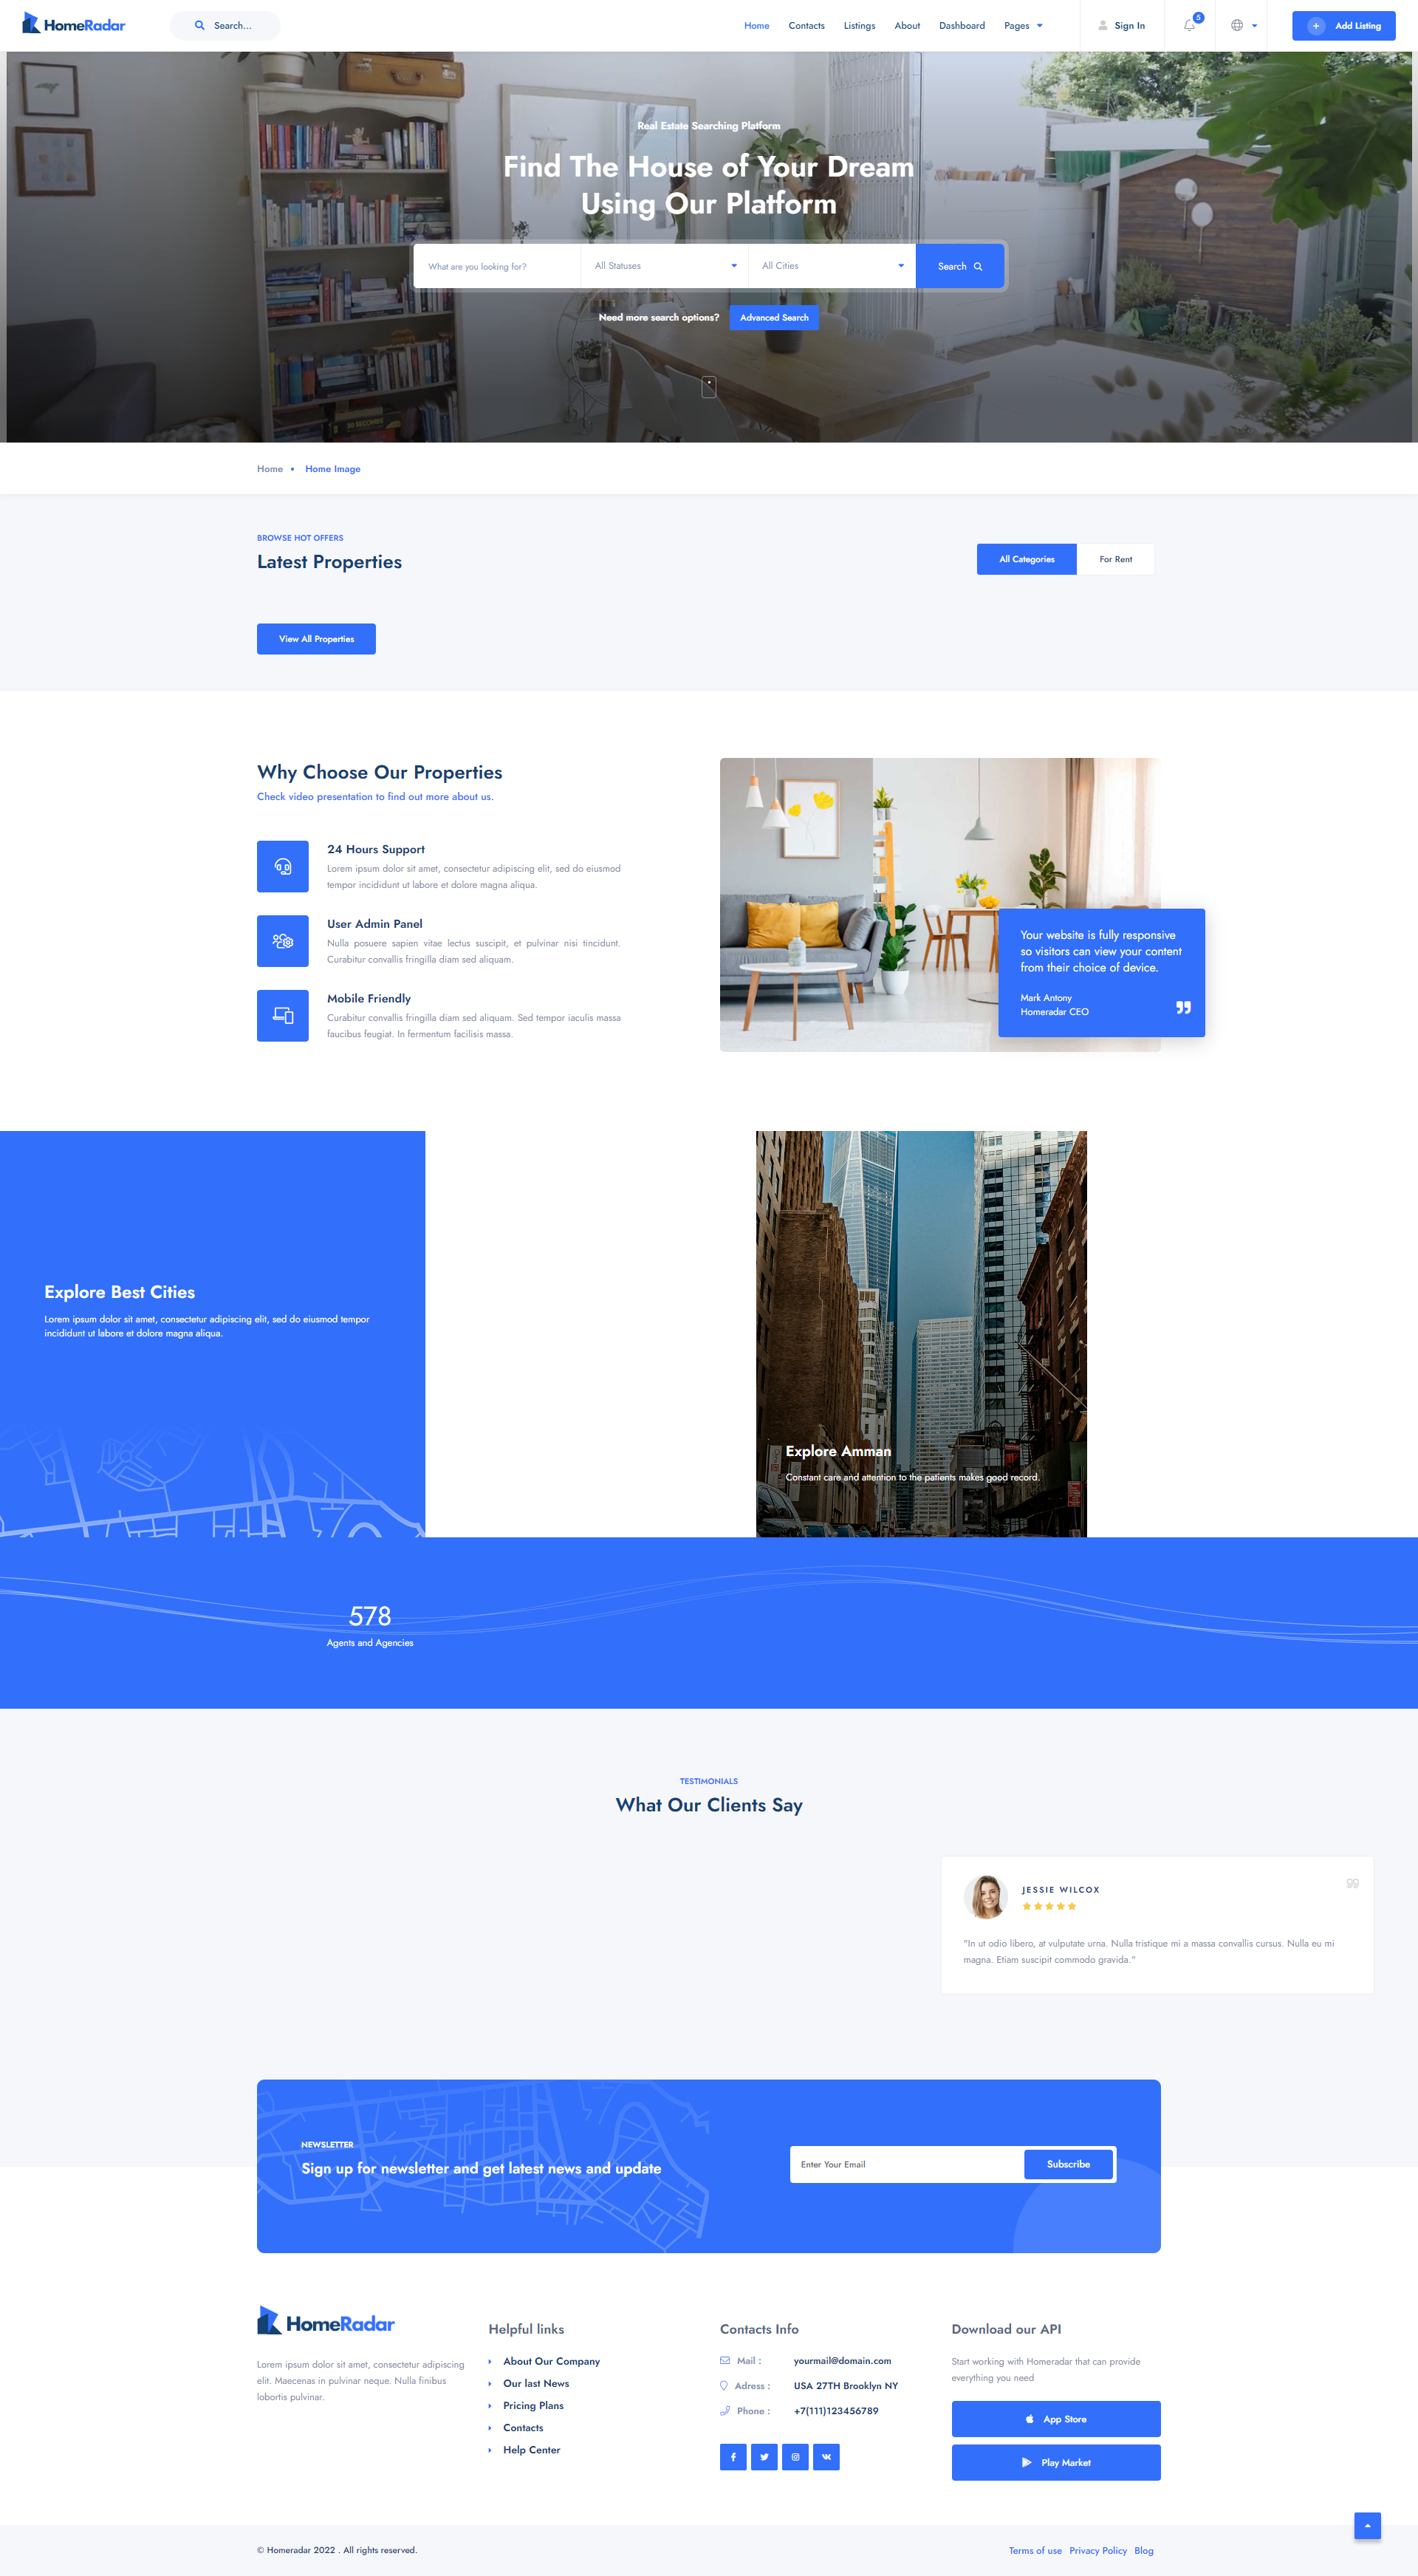 HomeRadar
Search...
Home
Contacts
Listings
About
Dashboard
Pages
Sign In
5
Add Listing
Real Estate Searching Platform
Find The House of Your Dream
Using Our Platform
What are you looking for?
All Statuses
All Cities
Search
Need more search options?
Advanced Search
30 SECONDES
Home
Home Image
BROWSE HOT OFFERS
Latest Properties
All Categories
For Rent
View All Properties
Why Choose Our Properties
Check video presentation to find out more about us.
24 Hours Support
Lorem ipsum dolor sit amet, consectetur adipiscing elit, sed do eiusmod
tempor incididunt ut labore et dolore magna aliqua.
User Admin Panel
Nulla posuere sapien vitae lectus suscipit, et pulvinar nisi tincidunt.
Curabitur convallis fringilla diam sed aliquam.
Mobile Friendly
Curabitur convallis fringilla diam sed aliquam. Sed tempor iaculis massa
faucibus feugiat. In fermentum facilisis massa.
Your website is fully responsive
so visitors can view your content
from their choice of device.
Mark Antony
Homeradar CEO
Explore Best Cities
Lorem ipsum dolor sit amet, consectetur adipiscing elit, sed do eiusmod tempor
incididunt ut labore et dolore magna aliqua.
Explore Amman
Constant care and attention to the patients makes good record.
578
Agents and Agencies
TESTIMONIALS
What Our Clients Say
JESSIE WILCOX
"In ut odio libero, at vulputate urna. Nulla tristique mi a massa convallis cursus. Nulla eu mi
magna. Etiam suscipit commodo gravida."
NEWSLETTER
Sign up for newsletter and get latest news and update
Enter Your Email
Subscribe
HomeRadar
Lorem ipsum dolor sit amet, consectetur adipiscing
elit. Maecenas in pulvinar neque. Nulla finibus
lobortis pulvinar.
Helpful links
About Our Company
Our last News
Pricing Plans
Contacts
Help Center
Contacts Info
Mail :
yourmail@domain.com
Adress :
USA 27TH Brooklyn NY
Phone :
+7(111)123456789
Download our API
Start working with Homeradar that can provide
everything you need
App Store
Play Market
© Homeradar 2022 . All rights reserved.
Terms of use
Privacy Policy
Blog